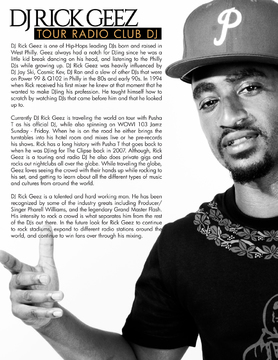 DJ RICK GEEZ
TOUR RADIO CLUB DJ
P
DJ Rick Geez is one of Hip-Hops leading DJs born and raised in
West Philly. Geez always had a natch for DJing since he was a
little kid break dancing on his head, and listening to the Philly
DJs while growing up. DJ Rick Geez was heavily influenced by
DJ Jay Ski, Cosmic Kev, DJ Ran and a slew of other DJs that were
on Power 99 & Q102 in Philly in the 80s and early 90s. In 1994
when Rick received his first mixer he knew at that moment that he
wanted to make DJing his profession. He taught himself how to
scratch by watching DJs that came before him and that he looked
up to.
Currently DJ Rick Geez is traveling the world on tour with Pusha
T as his official DJ, while also spinning on WOWI 103 Jamz
Sunday - Friday. When he is on the road he either brings the
turntables into his hotel room and mixes live or he pre-records
his shows. Rick has a long history with Pusha T that goes back to
when he was DJing for the Clipse back in 2007. Although, Rick
Geez is a touring and radio DJ he also does private gigs and
rocks our nightclubs all over the globe. While traveling the globe,
Geez loves seeing the crowd with their hands up while rocking to
his set, and getting to learn about all the different types of music
and cultures from around the world.
DJ Rick Geez is a talented and hard working man. He has been
recognized by some of the industry greats including Producer/
Singer Pharell Williams, and the legendary Grand Master Flash.
His intensity to rock a crowd is what separates him from the rest
of the DJs out there. In the future look for Rick Geez to continue
to rock stadiums, expand to different radio stations around the
world, and continue to win fans over through his mixing.